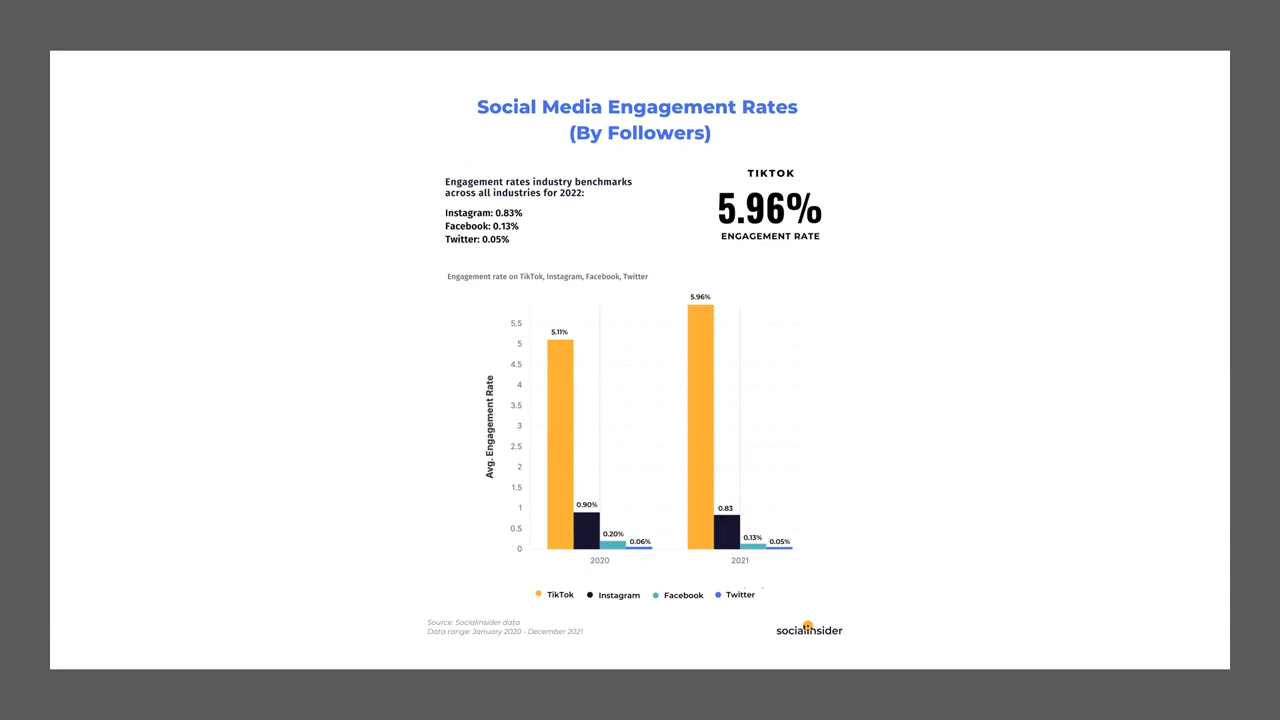 Social Media Engagement Rates
(By Followers)
Engagement rates industry benchmarks
across all industries for 2022:
Instagram: 0.83%
Facebook: 0.13%
Twitter: 0.05%
TIKTOK
5.96%
ENGAGEMENT RATE
Engagement rate on TikTok, Instagram, Facebook, Twitter
Avg. Engagement Rate
5.5
5
4.5
4
3.5
3
2.5
2
1.5
1
0.5
0
5.11%
0.90%
0.20%
0.06%
5.96%
0.83
0.13%
0.05%
2020
2021
TikTok
Instagram
Facebook
Twitter
Source: Socialinsider data
Data range: January 2020 - December 2021
socialinsider